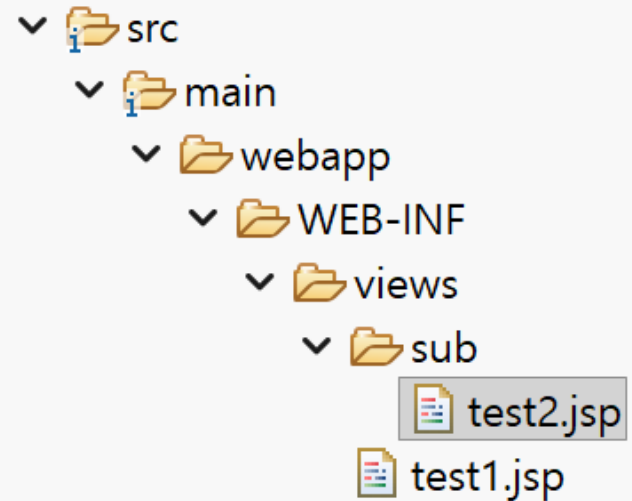 src
main
webapp
WEB-INF
views
sub
test2.jsp
test1.jsp